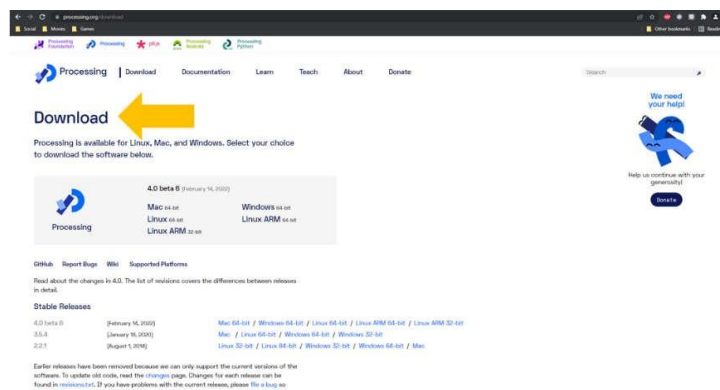 processing.org/download
Social Movies Games Other bookmarks
Processing Foundation Processing p5.js Processing Android Processing Python
Processing Download Documentation Learn Teach About Donate Search
We need your help!
Download
Processing is available for Linux, Mac, and Windows. Select your choice
to download the software below.
Help us continue with your
generosity!
Donate
4.0 beta 6 (February 14, 2022)
Mac 64-bit Windows 64-bit
Linux 64-bit Linux ARM 64-bit
Linux ARM 32-bit
Processing
GitHub Report Bugs Wiki Supported Platforms
Read about the changes in 4.0. The list of revisions covers the differences between releases
in detail.
Stable Releases
4.0 beta 6 (February 14, 2022) Mac 64-bit / Windows 64-bit / Linux 64-bit / Linux ARM 64-bit / Linux ARM 32-bit
3.5.4 (January 16, 2020) Mac / Linux 64-bit / Windows 64-bit / Windows 32-bit
2.2.1 (August 1, 2018) Linux 32-bit / Linux 64-bit / Windows 32-bit / Windows 64-bit / Mac
Earlier releases have been removed because we can only support the current versions of the
software. To update old code, read the changes page. Changes for each release can be
found in revisions.txt. If you have problems with the current release, please file a bug so